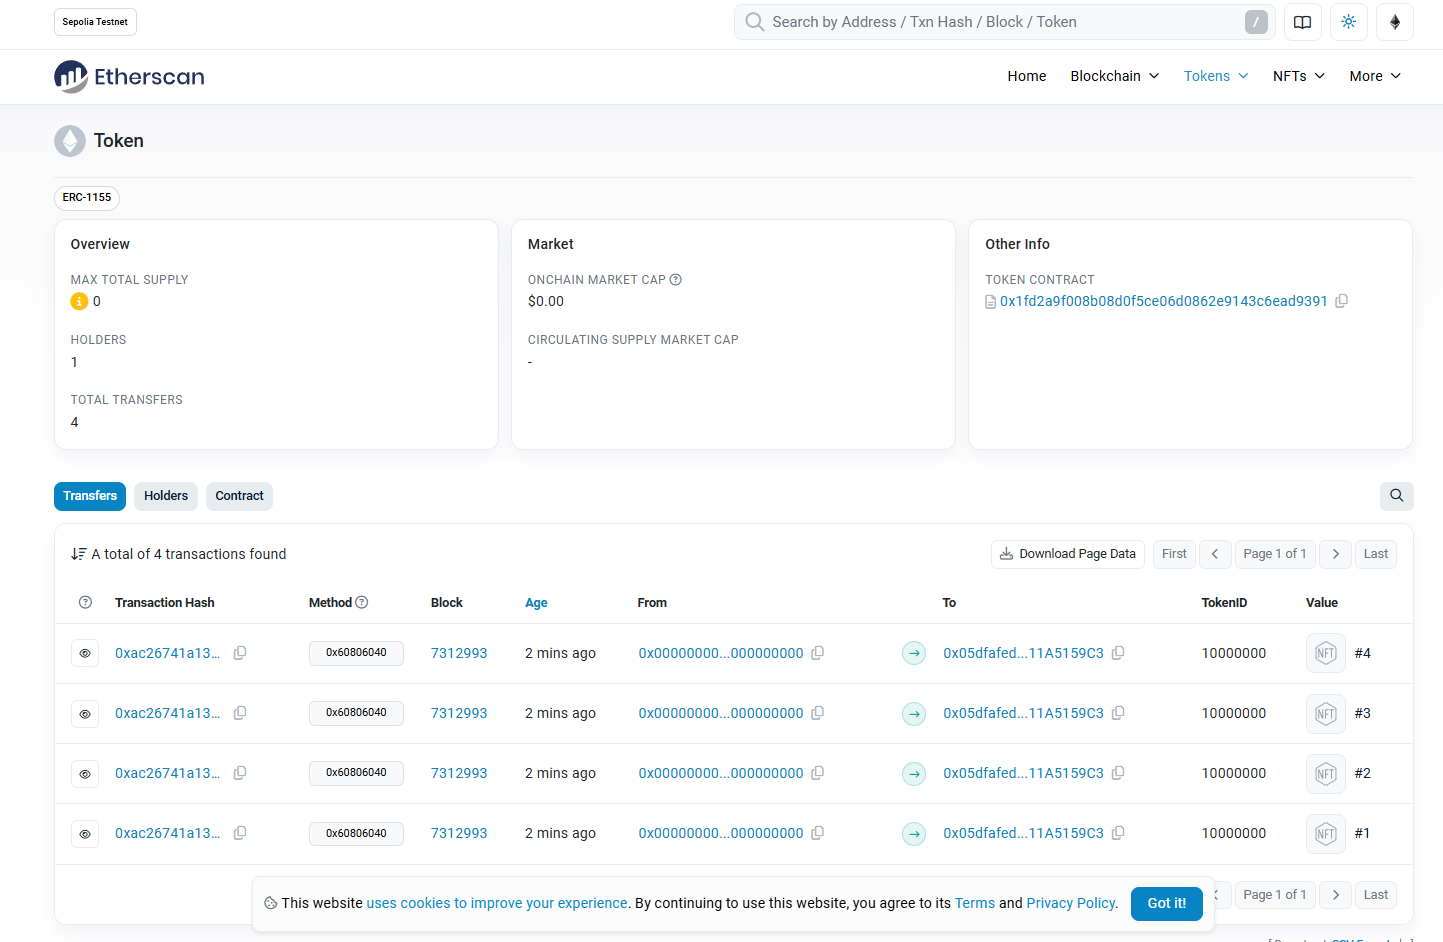 Sepolia Testnet
Search by Address / Txn Hash / Block / Token /
Etherscan
Home Blockchain Tokens NFTs More
Token
ERC-1155
Overview
MAX TOTAL SUPPLY
0
HOLDERS
1
TOTAL TRANSFERS
4
Market
ONCHAIN MARKET CAP
$0.00
CIRCULATING SUPPLY MARKET CAP
-
Other Info
TOKEN CONTRACT
0x1fd2a9f008b08d0f5ce06d0862e9143c6ead9391
Transfers Holders Contract
A total of 4 transactions found
Download Page Data First Page 1 of 1 Last
Transaction Hash Method Block Age From To TokenID Value
0xac26741a13... 0x60806040 7312993 2 mins ago 0x00000000...000000000 0x05dfafed...11A5159C3 10000000 NFT #4
0xac26741a13... 0x60806040 7312993 2 mins ago 0x00000000...000000000 0x05dfafed...11A5159C3 10000000 NFT #3
0xac26741a13... 0x60806040 7312993 2 mins ago 0x00000000...000000000 0x05dfafed...11A5159C3 10000000 NFT #2
0xac26741a13... 0x60806040 7312993 2 mins ago 0x00000000...000000000 0x05dfafed...11A5159C3 10000000 NFT #1
Page 1 of 1 Last
This website uses cookies to improve your experience. By continuing to use this website, you agree to its Terms and Privacy Policy. Got it!